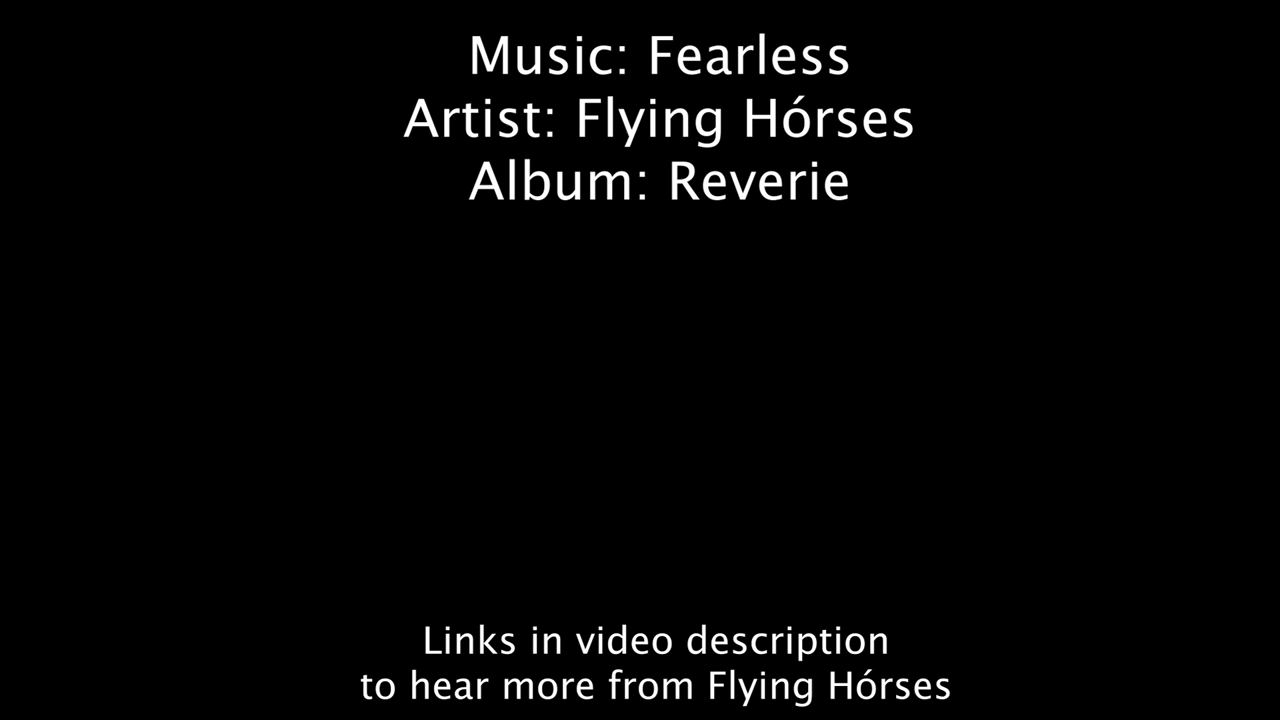 Music: Fearless
Artist: Flying Hórses
Album: Reverie
Links in video description
to hear more from Flying Hórses